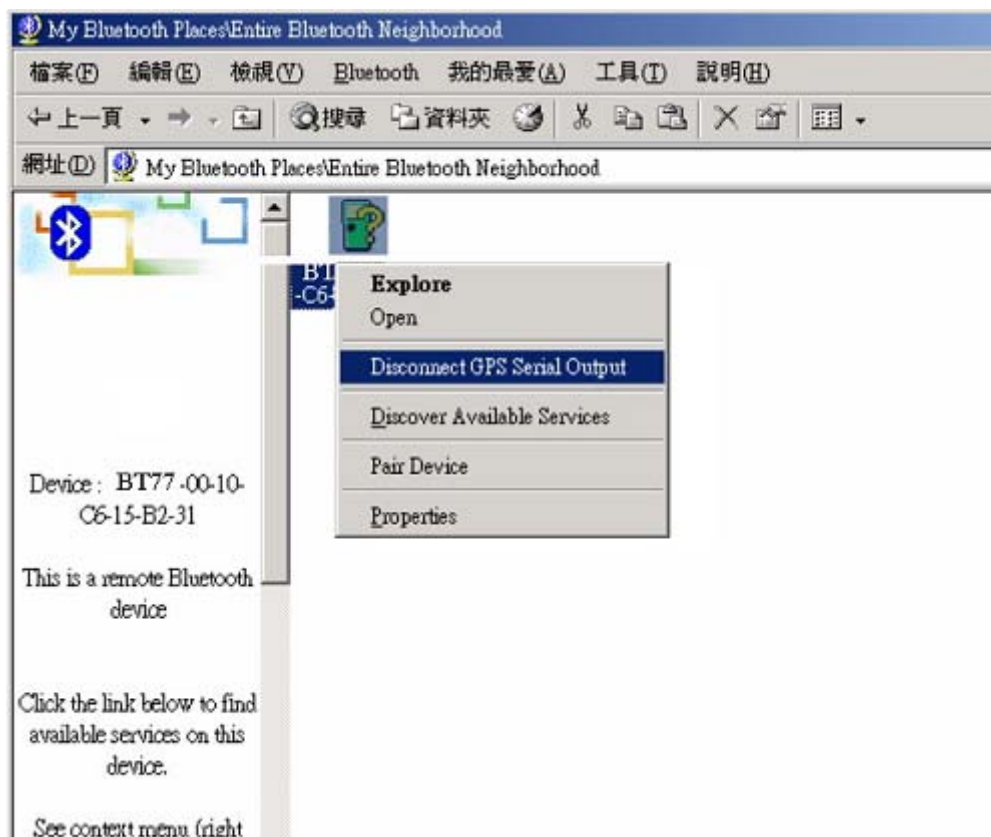 My Bluetooth Places\Entire Bluetooth Neighborhood
檔案(F) 編輯(E) 檢視(V) Bluetooth 我的最愛(A) 工具(T) 說明(H)
上一頁 搜尋 資料夾
網址(D) My Bluetooth Places\Entire Bluetooth Neighborhood
Explore
Open
Disconnect GPS Serial Output
Discover Available Services
Pair Device
Properties
Device : BT77 -00-10-
C6-15-B2-31
This is a remote Bluetooth
device
Click the link below to find
available services on this
device.
See context menu (right